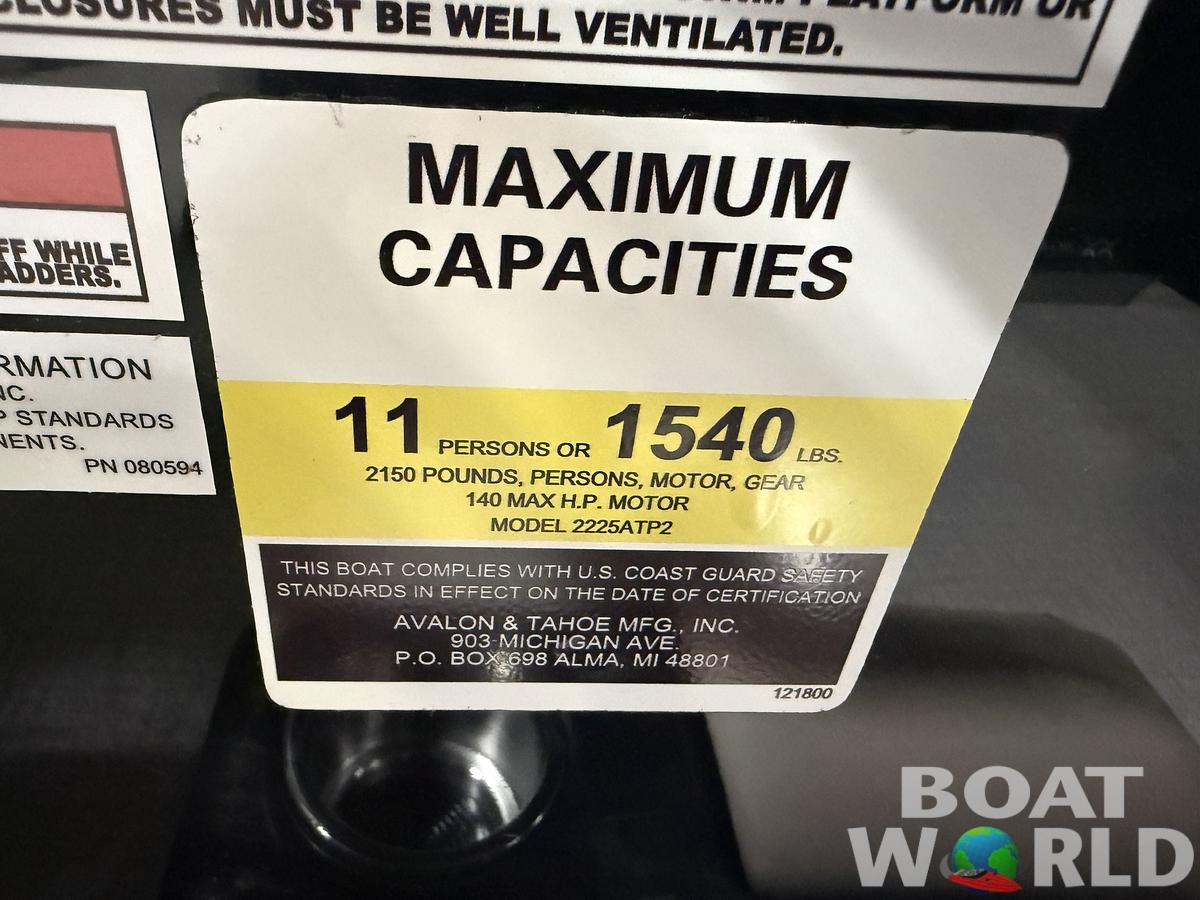 PLATFORM OR
CLOSURES MUST BE WELL VENTILATED.
FF WHILE
ADDERS.
RMATION
NC.
P STANDARDS
NENTS.
PN 080594
MAXIMUM
CAPACITIES
11 PERSONS OR 1540 LBS.
2150 POUNDS, PERSONS, MOTOR, GEAR
140 MAX H.P. MOTOR
MODEL 2225ATP2
THIS BOAT COMPLIES WITH U.S. COAST GUARD SAFETY
STANDARDS IN EFFECT ON THE DATE OF CERTIFICATION
AVALON & TAHOE MFG., INC.
903 MICHIGAN AVE.
P.O. BOX 698 ALMA, MI 48801
121800
BOAT
WORLD